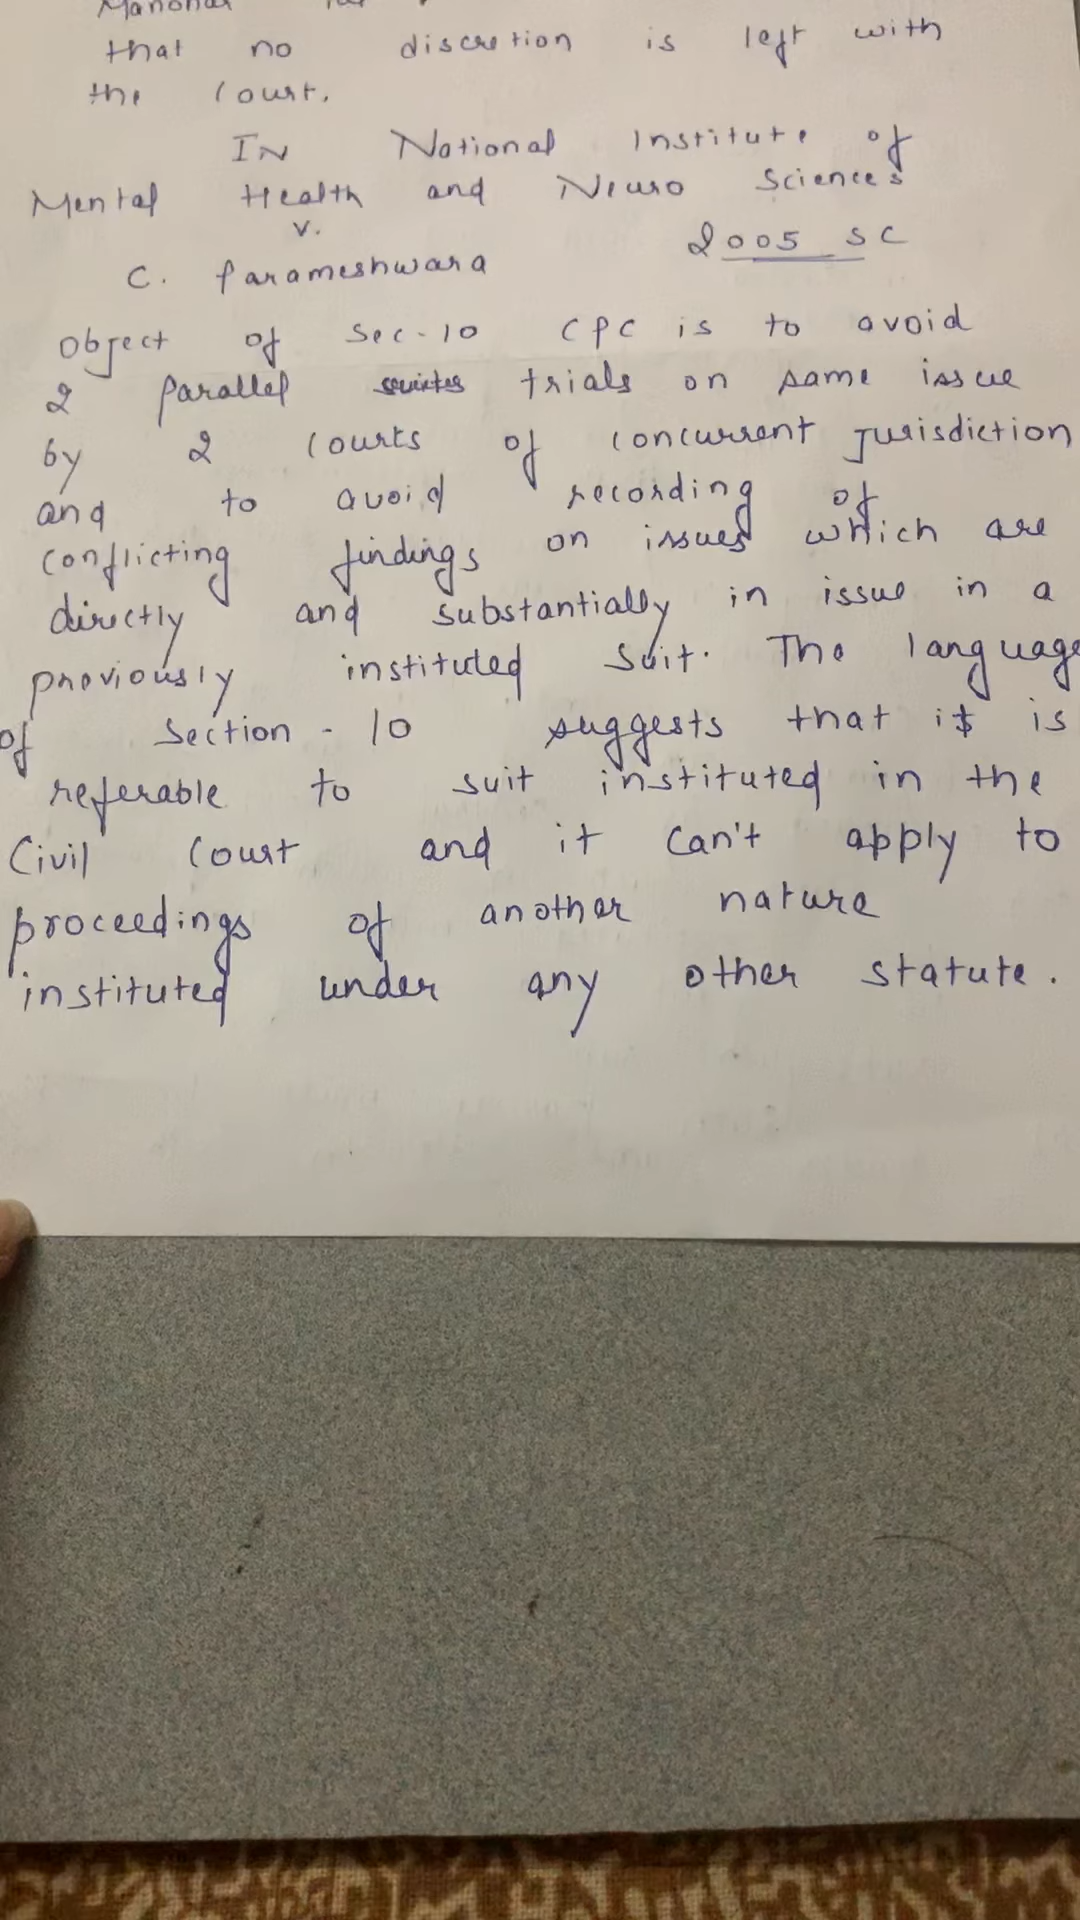 Manohar
that no discretion is left with
the court.
IN National Institute of
Mental Health and Neuro Sciences
v.
C. Parameshwara 2005 SC
object of Sec-10 CPC is to avoid
2 parallel trials on same issue
by 2 courts of concurrent jurisdiction
and to avoid recording of
conflicting findings on issues which are
directly and substantially in issue in a
previously instituted suit. The language
of Section - 10 suggests that it is
referable to suit instituted in the
Civil Court and it can't apply to
proceedings of another nature
instituted under any other statute.